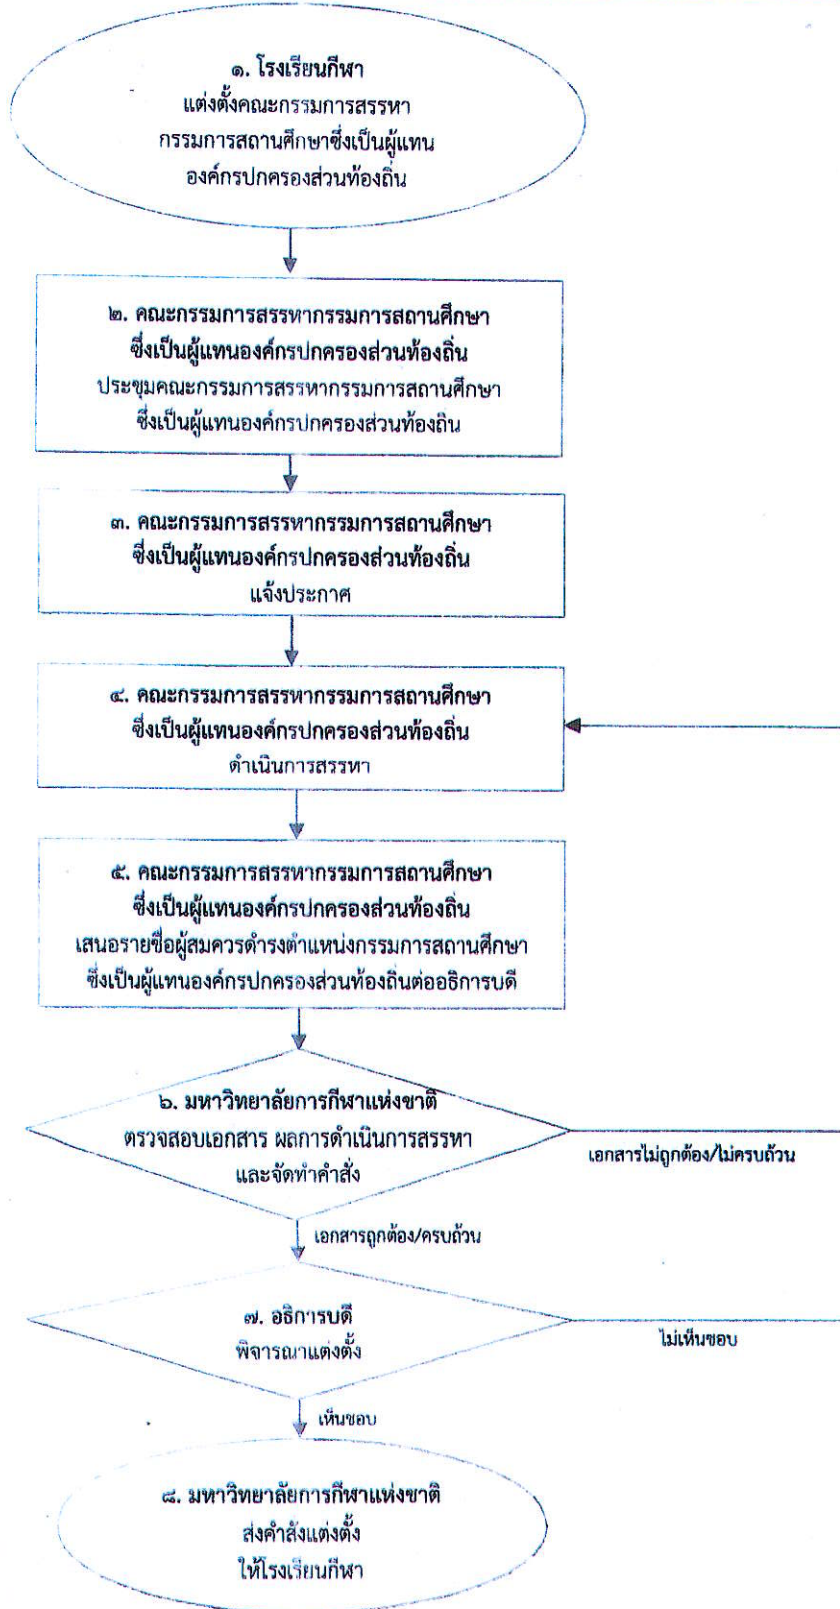 ๑. โรงเรียนกีฬา
แต่งตั้งคณะกรรมการสรรหา
กรรมการสถานศึกษาซึ่งเป็นผู้แทน
องค์กรปกครองส่วนท้องถิ่น
๒. คณะกรรมการสรรหากรรมการสถานศึกษา
ซึ่งเป็นผู้แทนองค์กรปกครองส่วนท้องถิ่น
ประชุมคณะกรรมการสรรหากรรมการสถานศึกษา
ซึ่งเป็นผู้แทนองค์กรปกครองส่วนท้องถิ่น
๓. คณะกรรมการสรรหากรรมการสถานศึกษา
ซึ่งเป็นผู้แทนองค์กรปกครองส่วนท้องถิ่น
แจ้งประกาศ
๔. คณะกรรมการสรรหากรรมการสถานศึกษา
ซึ่งเป็นผู้แทนองค์กรปกครองส่วนท้องถิ่น
ดำเนินการสรรหา
๕. คณะกรรมการสรรหากรรมการสถานศึกษา
ซึ่งเป็นผู้แทนองค์กรปกครองส่วนท้องถิ่น
เสนอรายชื่อผู้สมควรดำรงตำแหน่งกรรมการสถานศึกษา
ซึ่งเป็นผู้แทนองค์กรปกครองส่วนท้องถิ่นต่ออธิการบดี
๖. มหาวิทยาลัยการกีฬาแห่งชาติ
ตรวจสอบเอกสาร ผลการดำเนินการสรรหา
และจัดทำคำสั่ง
เอกสารไม่ถูกต้อง/ไม่ครบถ้วน
เอกสารถูกต้อง/ครบถ้วน
๗. อธิการบดี
พิจารณาแต่งตั้ง
ไม่เห็นชอบ
เห็นชอบ
๘. มหาวิทยาลัยการกีฬาแห่งชาติ
ส่งคำสั่งแต่งตั้ง
ให้โรงเรียนกีฬา